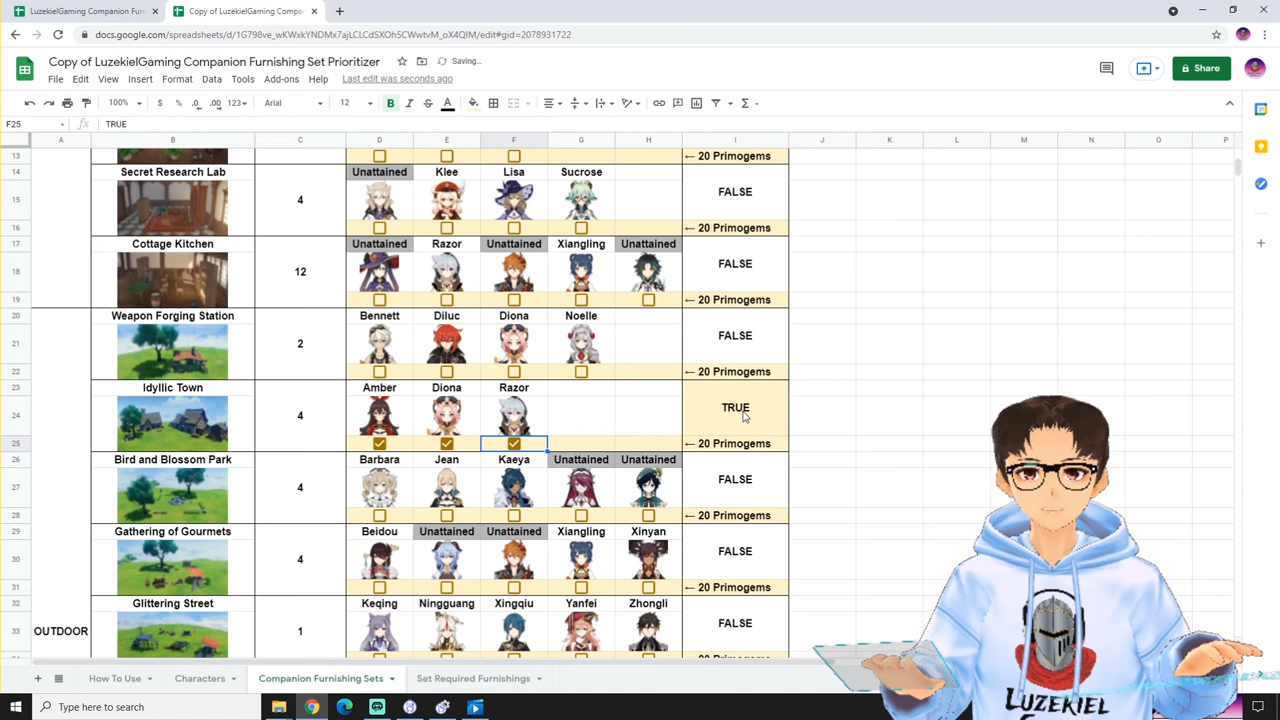 LuzekielGaming Companion Furn
Copy of LuzekielGaming Compan
docs.google.com/spreadsheets/d/1G798ve_wKWxkYNDMx7ajLCLCdSXOh5CWwtvM_oX4QIM/edit#gid=2078931722
Copy of LuzekielGaming Companion Furnishing Set Prioritizer
Saving...
File Edit View Insert Format Data Tools Add-ons Help Last edit was seconds ago
Share
100% $ % .0 .00 123 Arial 12 B I S A
F25 fx TRUE
A B C D E F G H I J K L M N O P
13 ← 20 Primogems
14 Secret Research Lab Unattained Klee Lisa Sucrose
15 4 FALSE
16 ← 20 Primogems
17 Cottage Kitchen Unattained Razor Unattained Xiangling Unattained
18 12 FALSE
19 ← 20 Primogems
20 Weapon Forging Station Bennett Diluc Diona Noelle
21 2 FALSE
22 ← 20 Primogems
23 Idyllic Town Amber Diona Razor
24 4 TRUE
25 ← 20 Primogems
26 Bird and Blossom Park Barbara Jean Kaeya Unattained Unattained
27 4 FALSE
28 ← 20 Primogems
29 Gathering of Gourmets Beidou Unattained Unattained Xiangling Xinyan
30 4 FALSE
31 ← 20 Primogems
32 Glittering Street Keqing Ningguang Xingqiu Yanfei Zhongli
33 OUTDOOR 1 FALSE
How To Use Characters Companion Furnishing Sets Set Required Furnishings
Type here to search
LUZEKIEL